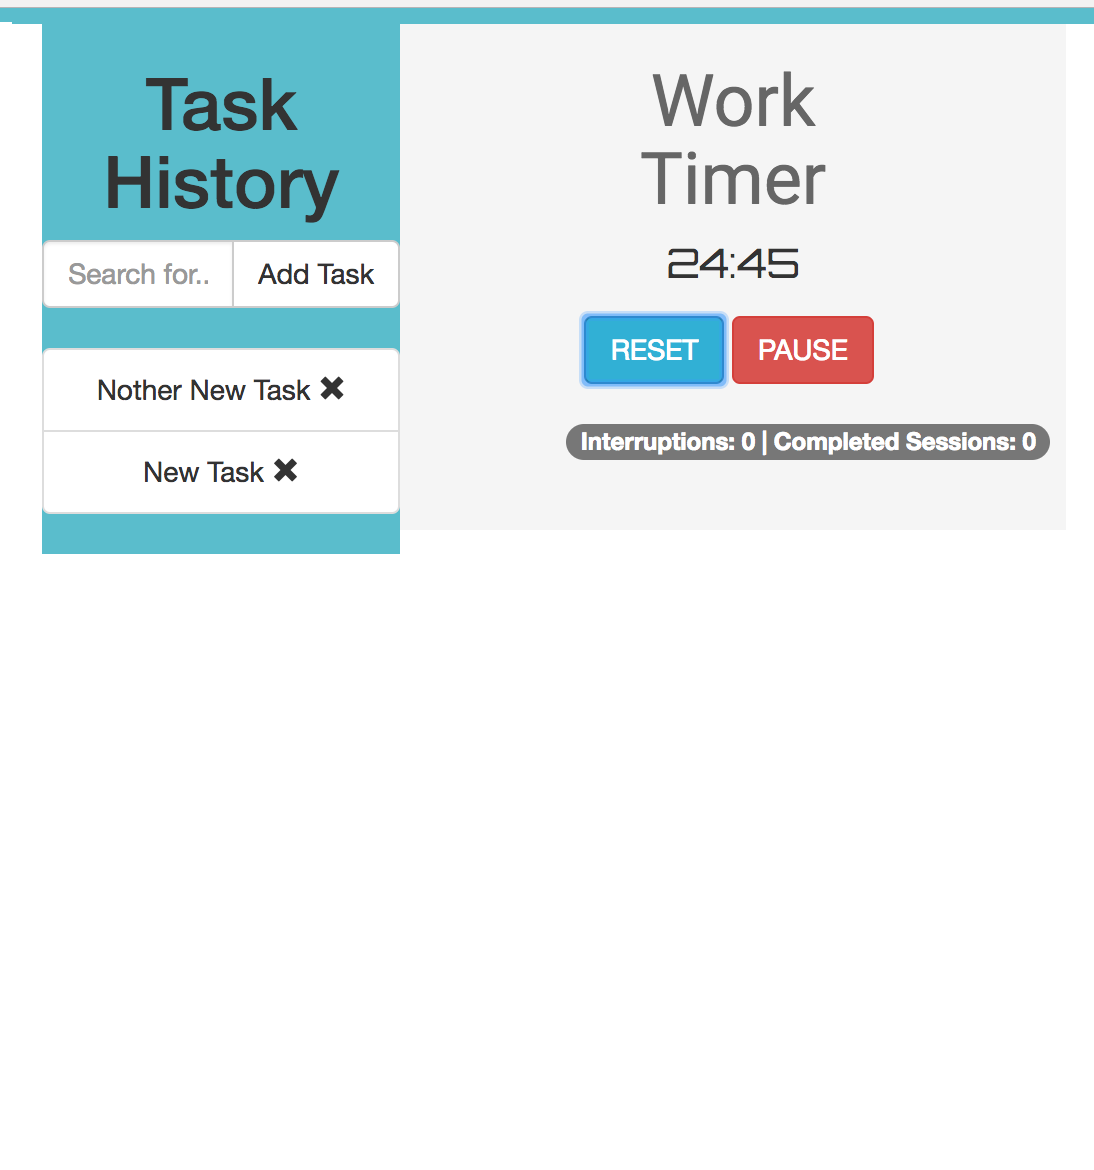 Task
History
Search for.. Add Task
Nother New Task ✖
New Task ✖
Work
Timer
24:45
RESET PAUSE
Interruptions: 0 | Completed Sessions: 0